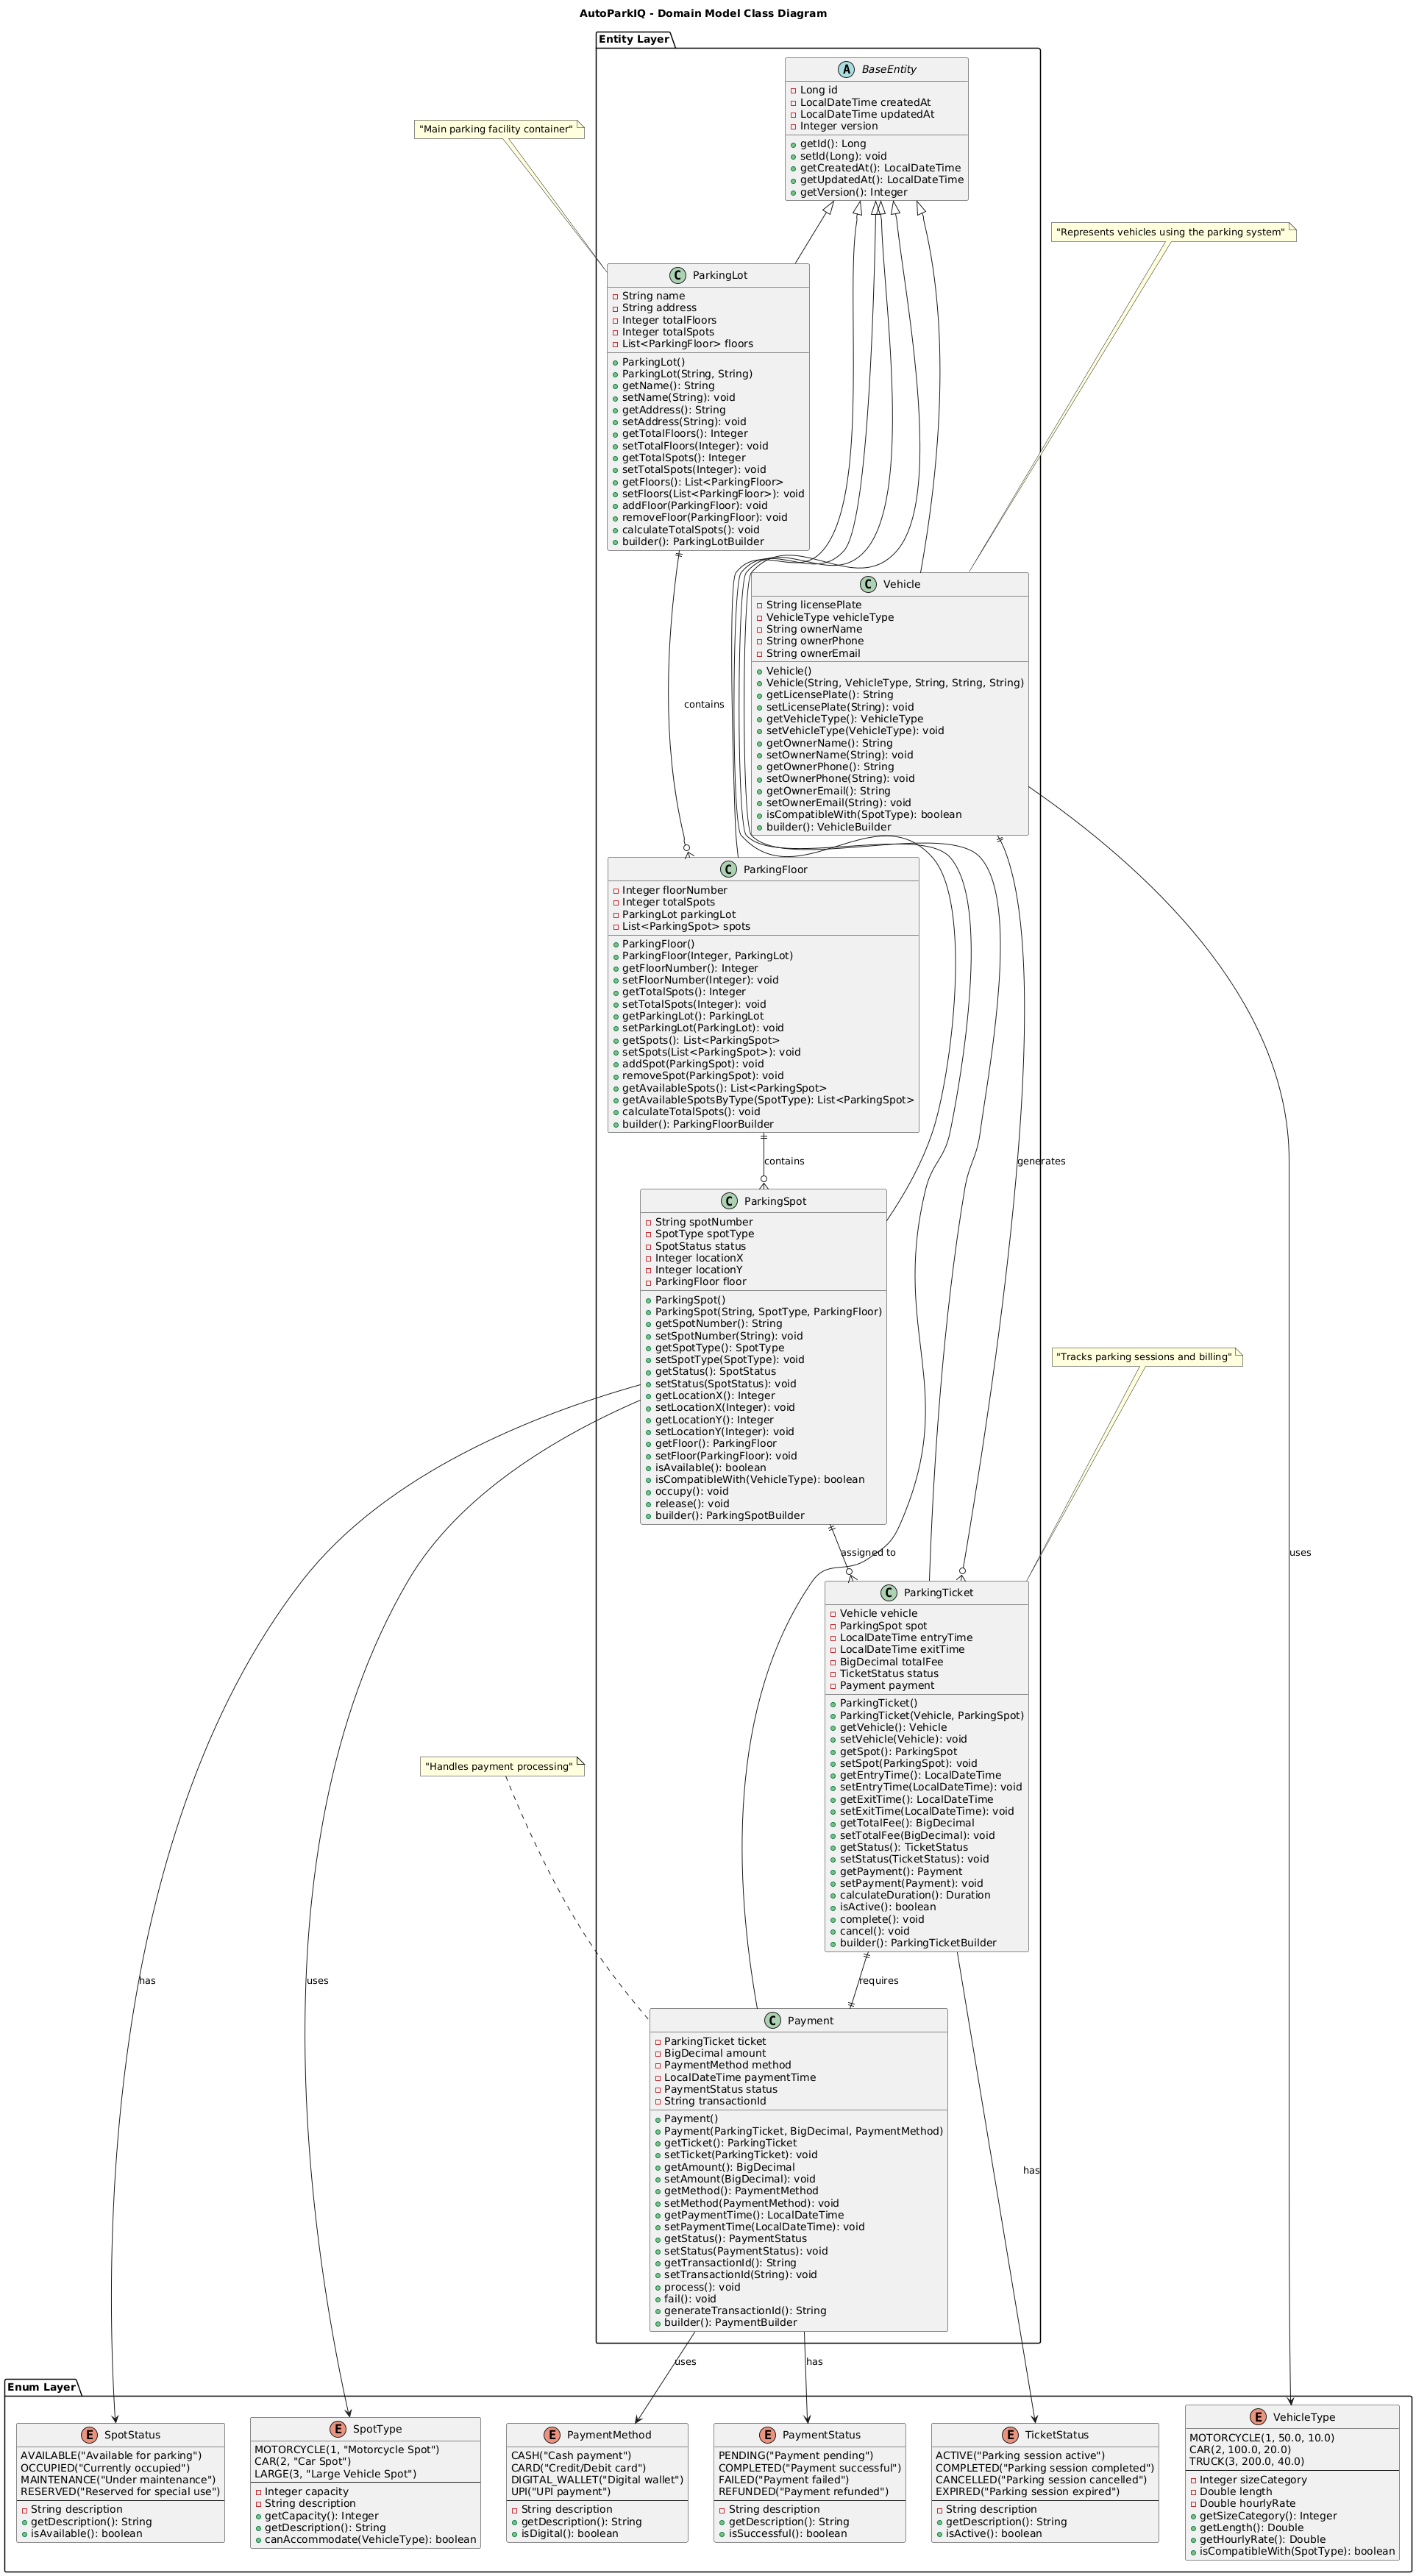 AutoParkIQ - Domain Model Class Diagram
Entity Layer
A BaseEntity
Long id
LocalDateTime createdAt
LocalDateTime updatedAt
Integer version
getId(): Long
setId(Long): void
getCreatedAt(): LocalDateTime
getUpdatedAt(): LocalDateTime
getVersion(): Integer
"Main parking facility container"
"Represents vehicles using the parking system"
C ParkingLot
String name
String address
Integer totalFloors
Integer totalSpots
List<ParkingFloor> floors
ParkingLot()
ParkingLot(String, String)
getName(): String
setName(String): void
getAddress(): String
setAddress(String): void
getTotalFloors(): Integer
setTotalFloors(Integer): void
getTotalSpots(): Integer
setTotalSpots(Integer): void
getFloors(): List<ParkingFloor>
setFloors(List<ParkingFloor>): void
addFloor(ParkingFloor): void
removeFloor(ParkingFloor): void
calculateTotalSpots(): void
builder(): ParkingLotBuilder
C Vehicle
String licensePlate
VehicleType vehicleType
String ownerName
String ownerPhone
String ownerEmail
Vehicle()
Vehicle(String, VehicleType, String, String, String)
getLicensePlate(): String
setLicensePlate(String): void
getVehicleType(): VehicleType
setVehicleType(VehicleType): void
getOwnerName(): String
setOwnerName(String): void
getOwnerPhone(): String
setOwnerPhone(String): void
getOwnerEmail(): String
setOwnerEmail(String): void
isCompatibleWith(SpotType): boolean
builder(): VehicleBuilder
contains
C ParkingFloor
Integer floorNumber
Integer totalSpots
ParkingLot parkingLot
List<ParkingSpot> spots
ParkingFloor()
ParkingFloor(Integer, ParkingLot)
getFloorNumber(): Integer
setFloorNumber(Integer): void
getTotalSpots(): Integer
setTotalSpots(Integer): void
getParkingLot(): ParkingLot
setParkingLot(ParkingLot): void
getSpots(): List<ParkingSpot>
setSpots(List<ParkingSpot>): void
addSpot(ParkingSpot): void
removeSpot(ParkingSpot): void
getAvailableSpots(): List<ParkingSpot>
getAvailableSpotsByType(SpotType): List<ParkingSpot>
calculateTotalSpots(): void
builder(): ParkingFloorBuilder
contains
generates
C ParkingSpot
String spotNumber
SpotType spotType
SpotStatus status
Integer locationX
Integer locationY
ParkingFloor floor
ParkingSpot()
ParkingSpot(String, SpotType, ParkingFloor)
getSpotNumber(): String
setSpotNumber(String): void
getSpotType(): SpotType
setSpotType(SpotType): void
getStatus(): SpotStatus
setStatus(SpotStatus): void
getLocationX(): Integer
setLocationX(Integer): void
getLocationY(): Integer
setLocationY(Integer): void
getFloor(): ParkingFloor
setFloor(ParkingFloor): void
isAvailable(): boolean
isCompatibleWith(VehicleType): boolean
occupy(): void
release(): void
builder(): ParkingSpotBuilder
"Tracks parking sessions and billing"
assigned to
uses
C ParkingTicket
Vehicle vehicle
ParkingSpot spot
LocalDateTime entryTime
LocalDateTime exitTime
BigDecimal totalFee
TicketStatus status
Payment payment
ParkingTicket()
ParkingTicket(Vehicle, ParkingSpot)
getVehicle(): Vehicle
setVehicle(Vehicle): void
getSpot(): ParkingSpot
setSpot(ParkingSpot): void
getEntryTime(): LocalDateTime
setEntryTime(LocalDateTime): void
getExitTime(): LocalDateTime
setExitTime(LocalDateTime): void
getTotalFee(): BigDecimal
setTotalFee(BigDecimal): void
getStatus(): TicketStatus
setStatus(TicketStatus): void
getPayment(): Payment
setPayment(Payment): void
calculateDuration(): Duration
isActive(): boolean
complete(): void
cancel(): void
builder(): ParkingTicketBuilder
"Handles payment processing"
has
uses
requires
C Payment
ParkingTicket ticket
BigDecimal amount
PaymentMethod method
LocalDateTime paymentTime
PaymentStatus status
String transactionId
Payment()
Payment(ParkingTicket, BigDecimal, PaymentMethod)
getTicket(): ParkingTicket
setTicket(ParkingTicket): void
getAmount(): BigDecimal
setAmount(BigDecimal): void
getMethod(): PaymentMethod
setMethod(PaymentMethod): void
getPaymentTime(): LocalDateTime
setPaymentTime(LocalDateTime): void
getStatus(): PaymentStatus
setStatus(PaymentStatus): void
getTransactionId(): String
setTransactionId(String): void
process(): void
fail(): void
generateTransactionId(): String
builder(): PaymentBuilder
has
uses
has
Enum Layer
E SpotStatus
AVAILABLE("Available for parking")
OCCUPIED("Currently occupied")
MAINTENANCE("Under maintenance")
RESERVED("Reserved for special use")
String description
getDescription(): String
isAvailable(): boolean
E SpotType
MOTORCYCLE(1, "Motorcycle Spot")
CAR(2, "Car Spot")
LARGE(3, "Large Vehicle Spot")
Integer capacity
String description
getCapacity(): Integer
getDescription(): String
canAccommodate(VehicleType): boolean
E PaymentMethod
CASH("Cash payment")
CARD("Credit/Debit card")
DIGITAL_WALLET("Digital wallet")
UPI("UPI payment")
String description
getDescription(): String
isDigital(): boolean
E PaymentStatus
PENDING("Payment pending")
COMPLETED("Payment successful")
FAILED("Payment failed")
REFUNDED("Payment refunded")
String description
getDescription(): String
isSuccessful(): boolean
E TicketStatus
ACTIVE("Parking session active")
COMPLETED("Parking session completed")
CANCELLED("Parking session cancelled")
EXPIRED("Parking session expired")
String description
getDescription(): String
isActive(): boolean
E VehicleType
MOTORCYCLE(1, 50.0, 10.0)
CAR(2, 100.0, 20.0)
TRUCK(3, 200.0, 40.0)
Integer sizeCategory
Double length
Double hourlyRate
getSizeCategory(): Integer
getLength(): Double
getHourlyRate(): Double
isCompatibleWith(SpotType): boolean